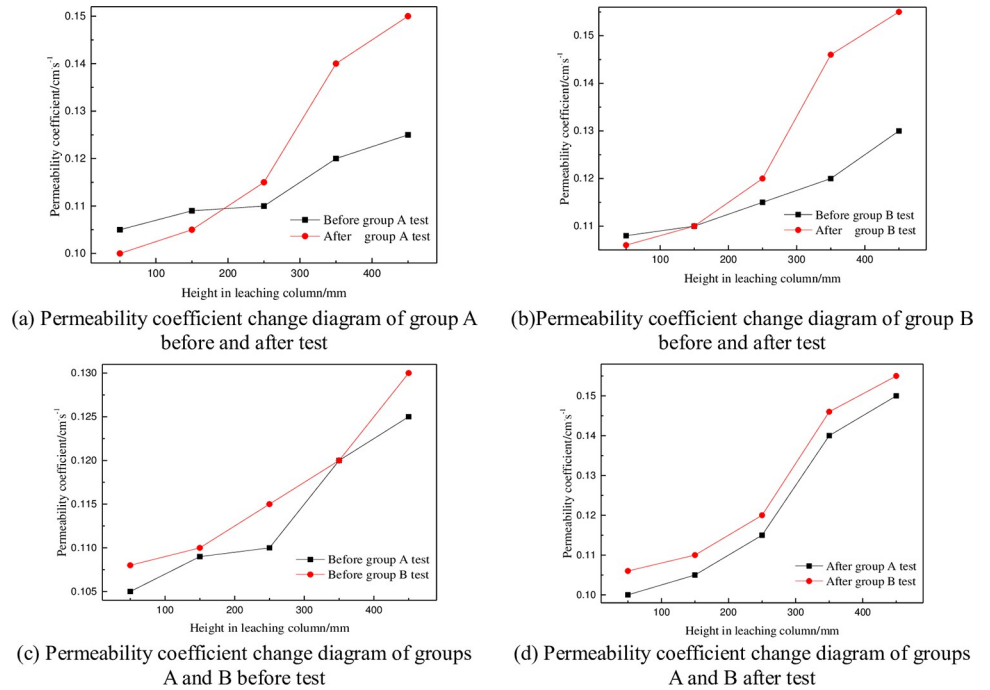 0.15
0.14
0.13
0.12
0.11
0.10
Permeability coefficient/cm·s-1
100 200 300 400
Height in leaching column/mm
Before group A test
After group A test
(a) Permeability coefficient change diagram of group A
before and after test
0.15
0.14
0.13
0.12
0.11
Permeability coefficient/cm·s-1
100 200 300 400
Height in leaching column/mm
Before group B test
After group B test
(b)Permeability coefficient change diagram of group B
before and after test
0.130
0.125
0.120
0.115
0.110
0.105
Permeability coefficient/cm·s-1
100 200 300 400
Height in leaching column/mm
Before group A test
Before group B test
(c) Permeability coefficient change diagram of groups
A and B before test
0.15
0.14
0.13
0.12
0.11
0.10
Permeability coefficient/cm·s-1
100 200 300 400
Height in leaching column/mm
After group A test
After group B test
(d) Permeability coefficient change diagram of groups
A and B after test